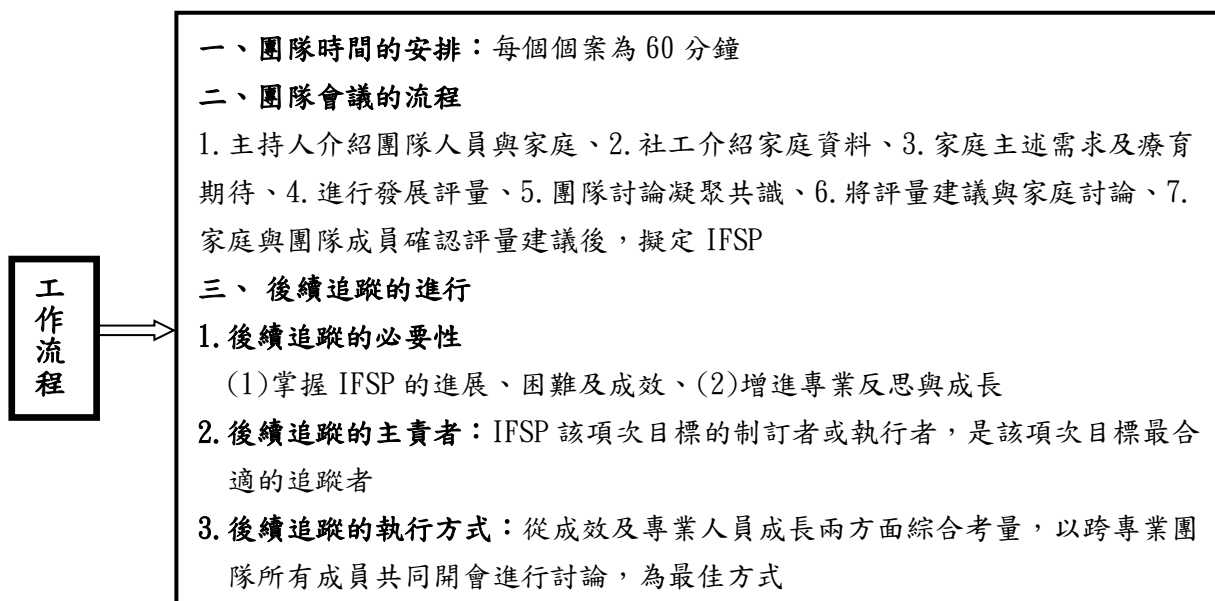 工作流程
一、團隊時間的安排：每個個案為 60 分鐘
二、團隊會議的流程
1.主持人介紹團隊人員與家庭、2.社工介紹家庭資料、3.家庭主述需求及療育
期待、4.進行發展評量、5.團隊討論凝聚共識、6.將評量建議與家庭討論、7.
家庭與團隊成員確認評量建議後，擬定 IFSP
三、 後續追蹤的進行
1.後續追蹤的必要性
(1)掌握 IFSP 的進展、困難及成效、(2)增進專業反思與成長
2.後續追蹤的主責者：IFSP 該項次目標的制訂者或執行者，是該項次目標最合
適的追蹤者
3.後續追蹤的執行方式：從成效及專業人員成長兩方面綜合考量，以跨專業團
隊所有成員共同開會進行討論，為最佳方式